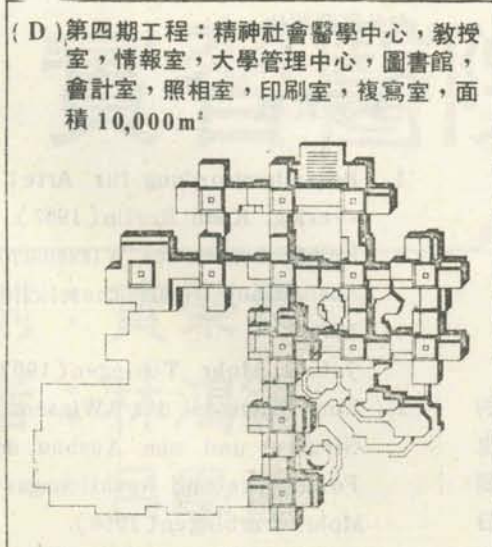 ( D )第四期工程：精神社會醫學中心，教授
室，情報室，大學管理中心，圖書館，
會計室，照相室，印刷室，複寫室，面
積 10,000m²